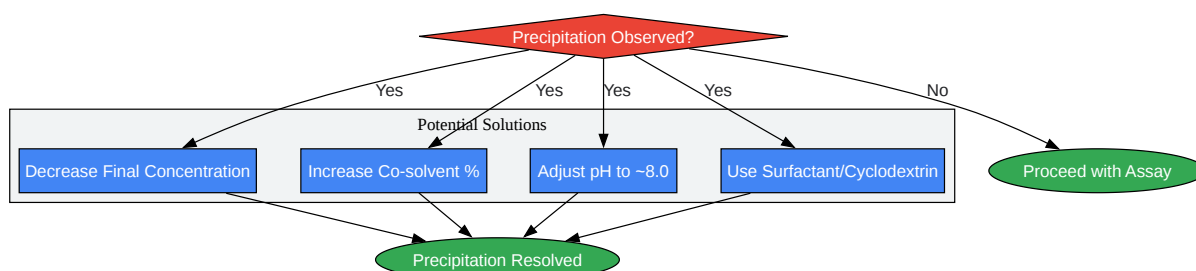 Precipitation Observed?
Yes
Yes
Yes
Yes
No
Potential Solutions
Decrease Final Concentration
Increase Co-solvent %
Adjust pH to ~8.0
Use Surfactant/Cyclodextrin
Proceed with Assay
Precipitation Resolved